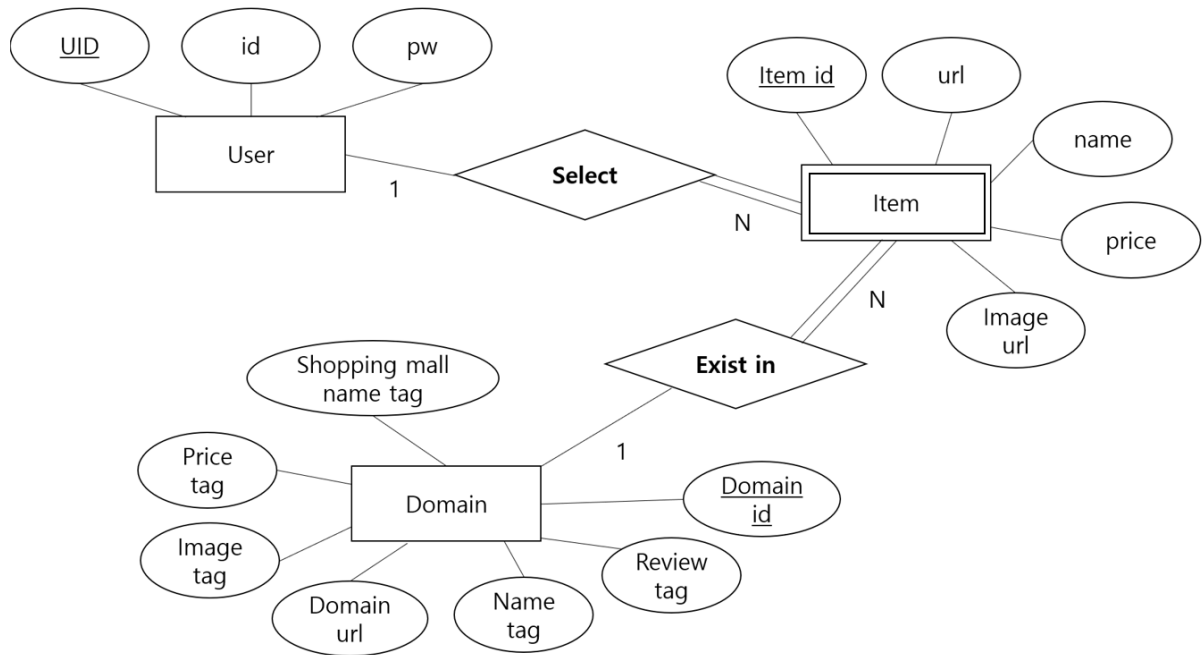 UID
id
pw
User
1
Select
N
Item id
url
name
Item
price
Image
url
N
Exist in
1
Shopping mall
name tag
Price
tag
Domain
Domain
id
Image
tag
Review
tag
Domain
url
Name
tag